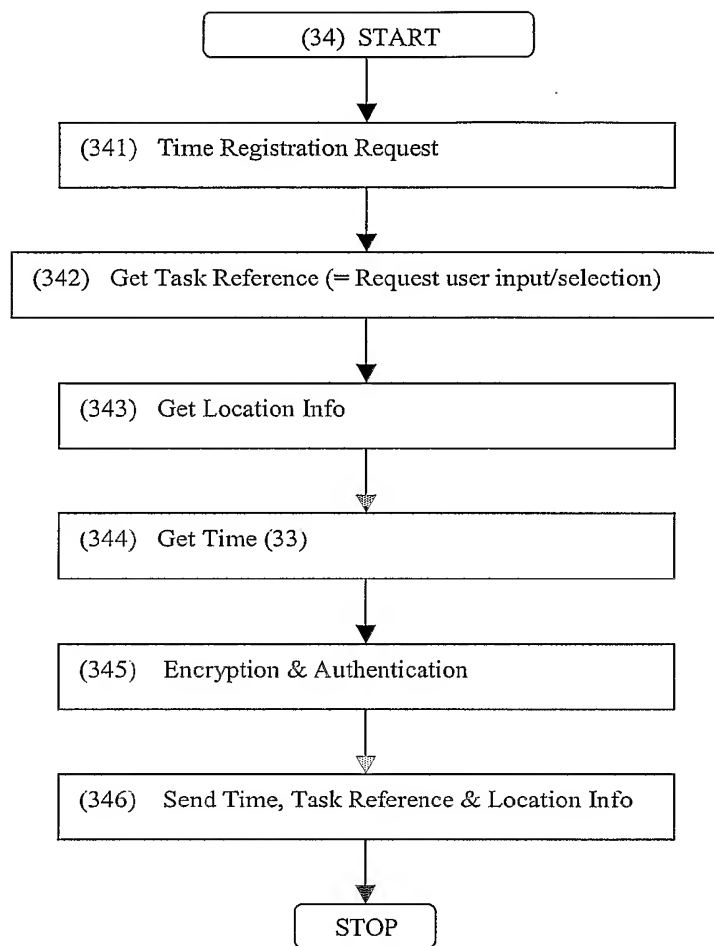 (34) START
(341) Time Registration Request
(342) Get Task Reference (= Request user input/selection)
(343) Get Location Info
(344) Get Time (33)
(345) Encryption & Authentication
(346) Send Time, Task Reference & Location Info
STOP